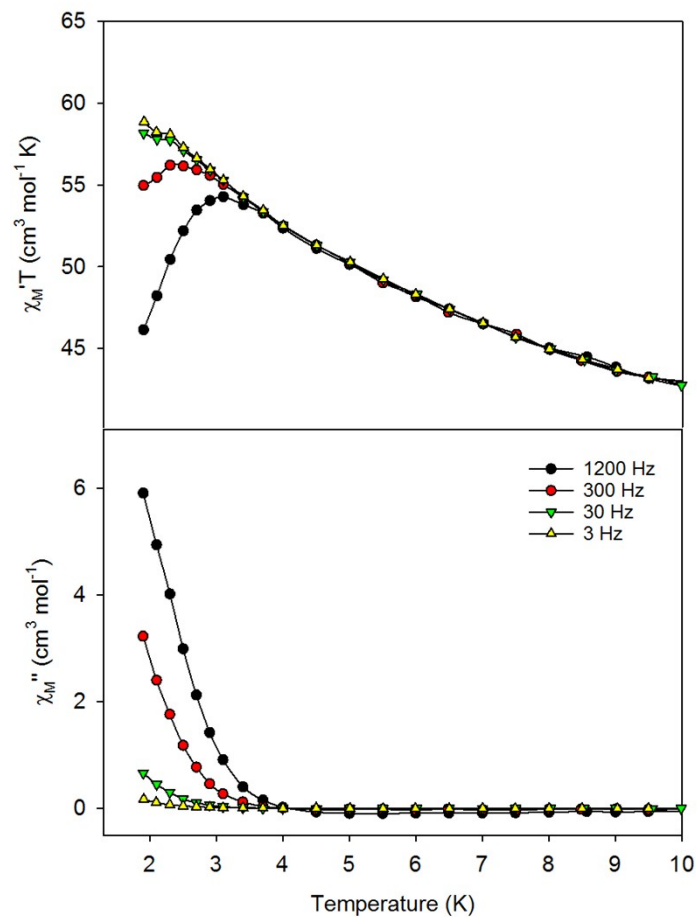 65
60
55
50
45
χM'T (cm3 mol-1 K)
6
4
2
0
χM'' (cm3 mol-1)
1200 Hz
300 Hz
30 Hz
3 Hz
2 3 4 5 6 7 8 9 10
Temperature (K)